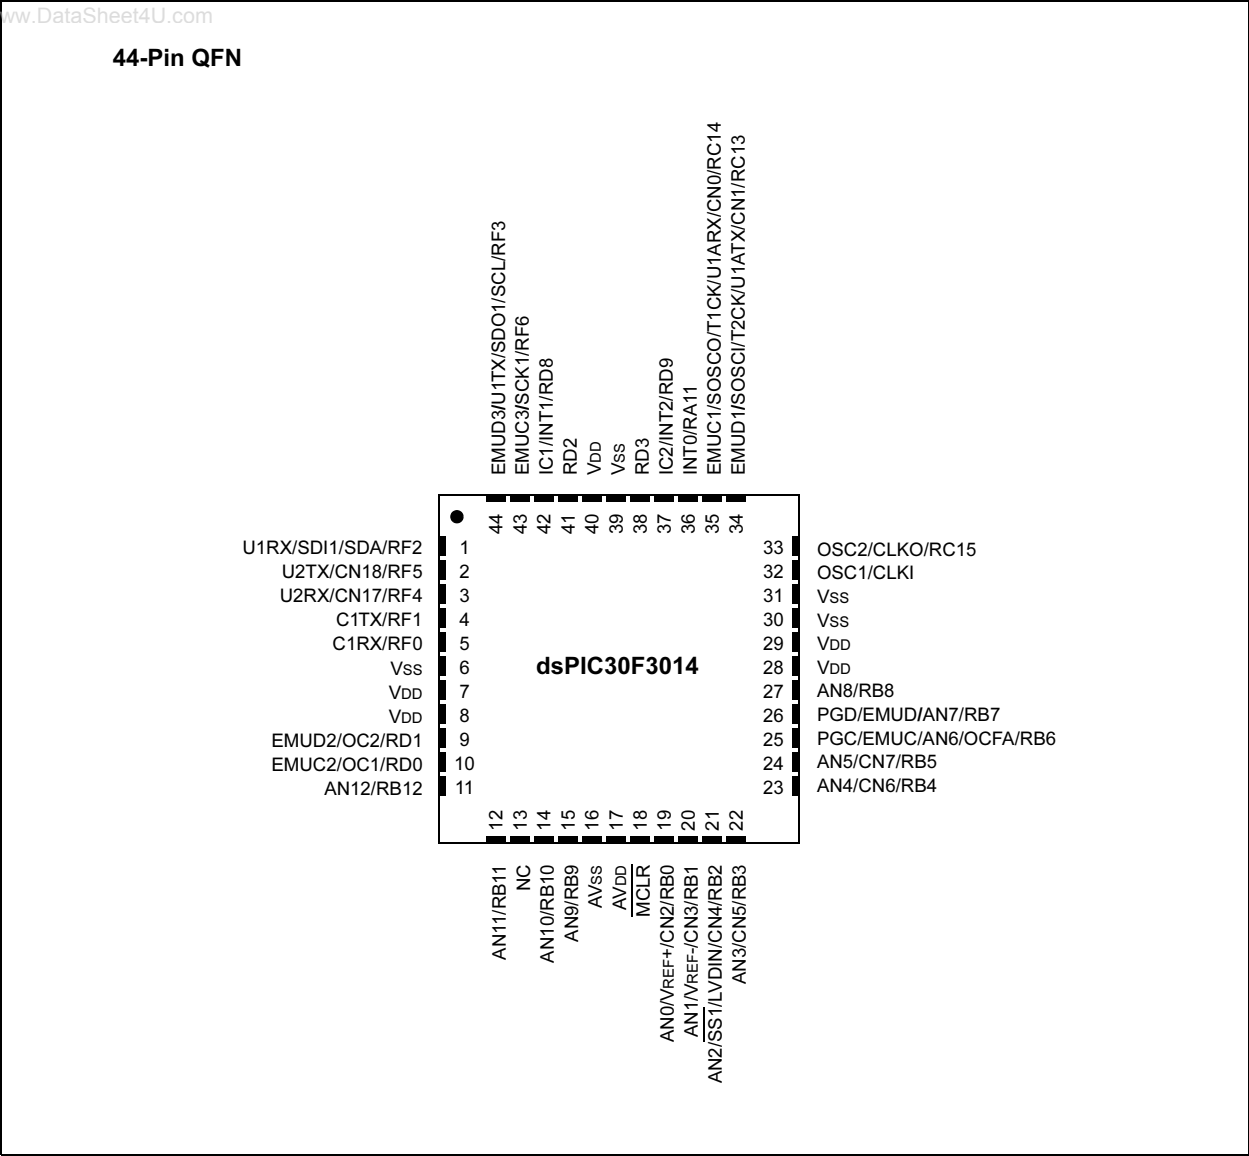 ww.DataSheet4U.com
44-Pin QFN
EMUD3/U1TX/SDO1/SCL/RF3
EMUC3/SCK1/RF6
IC1/INT1/RD8
RD2
VDD
VSS
RD3
IC2/INT2/RD9
INT0/RA11
EMUC1/SOSCO/T1CK/U1ARX/CN0/RC14
EMUD1/SOSCI/T2CK/U1ATX/CN1/RC13
44 43 42 41 40 39 38 37 36 35 34
U1RX/SDI1/SDA/RF2 1
U2TX/CN18/RF5 2
U2RX/CN17/RF4 3
C1TX/RF1 4
C1RX/RF0 5
VSS 6
VDD 7
VDD 8
EMUD2/OC2/RD1 9
EMUC2/OC1/RD0 10
AN12/RB12 11
dsPIC30F3014
33 OSC2/CLKO/RC15
32 OSC1/CLKI
31 VSS
30 VSS
29 VDD
28 VDD
27 AN8/RB8
26 PGD/EMUD/AN7/RB7
25 PGC/EMUC/AN6/OCFA/RB6
24 AN5/CN7/RB5
23 AN4/CN6/RB4
12 13 14 15 16 17 18 19 20 21 22
AN11/RB11
NC
AN10/RB10
AN9/RB9
AVSS
AVDD
MCLR
AN0/VREF+/CN2/RB0
AN1/VREF-/CN3/RB1
AN2/SS1/LVDIN/CN4/RB2
AN3/CN5/RB3